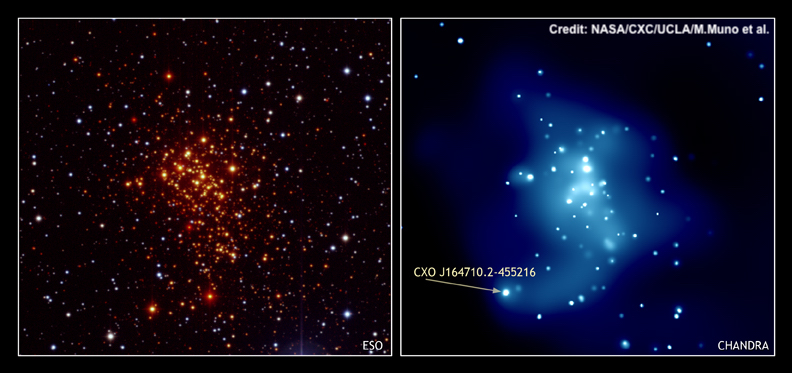 Credit: NASA/CXC/UCLA/M.Muno et al.
CXO J164710.2-455216
ESO
CHANDRA